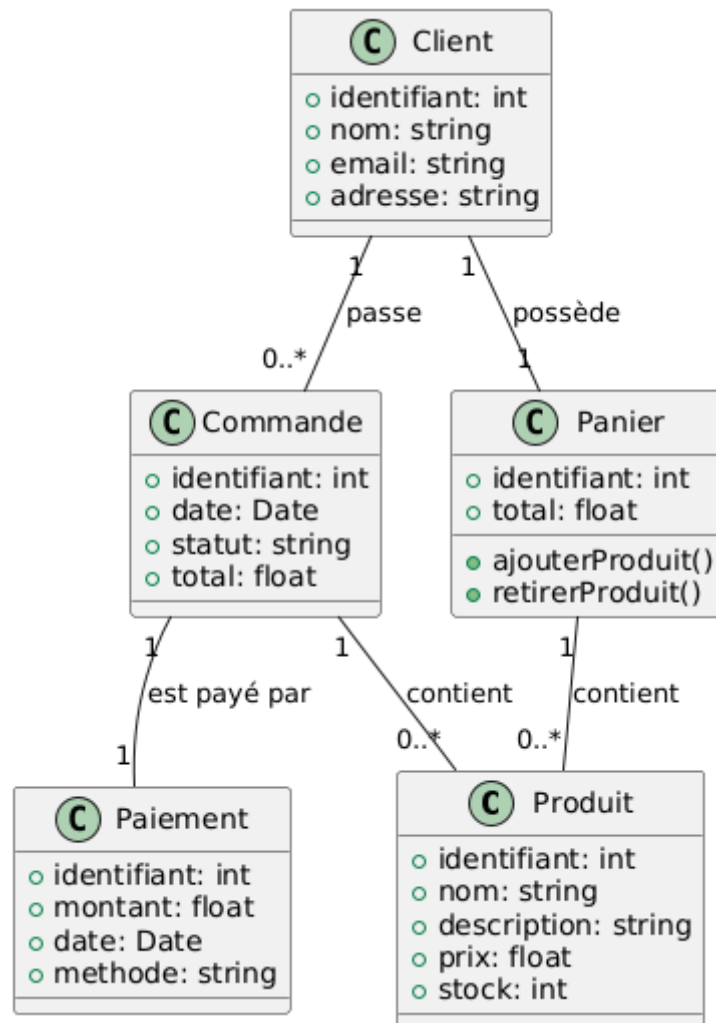 C Client
identifiant: int
nom: string
email: string
adresse: string
1
1
passe
possède
0..*
1
C Commande
identifiant: int
date: Date
statut: string
total: float
C Panier
identifiant: int
total: float
ajouterProduit()
retirerProduit()
1
1
1
est payé par
contient
contient
1
0..*
0..*
C Paiement
identifiant: int
montant: float
date: Date
methode: string
C Produit
identifiant: int
nom: string
description: string
prix: float
stock: int